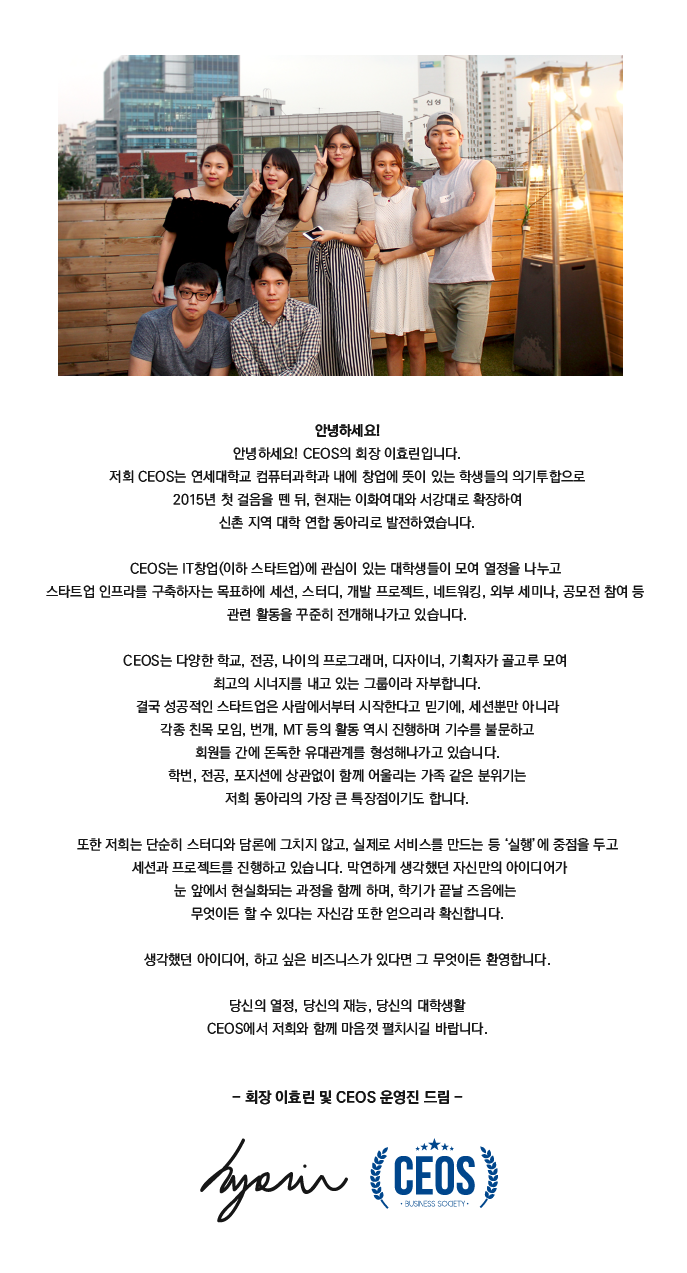 신성
안녕하세요!
안녕하세요! CEOS의 회장 이효린입니다.
저희 CEOS는 연세대학교 컴퓨터과학과 내에 창업에 뜻이 있는 학생들의 의기투합으로
2015년 첫 걸음을 뗀 뒤, 현재는 이화여대와 서강대로 확장하여
신촌 지역 대학 연합 동아리로 발전하였습니다.
CEOS는 IT창업(이하 스타트업)에 관심이 있는 대학생들이 모여 열정을 나누고
스타트업 인프라를 구축하자는 목표하에 세션, 스터디, 개발 프로젝트, 네트워킹, 외부 세미나, 공모전 참여 등
관련 활동을 꾸준히 전개해나가고 있습니다.
CEOS는 다양한 학교, 전공, 나이의 프로그래머, 디자이너, 기획자가 골고루 모여
최고의 시너지를 내고 있는 그룹이라 자부합니다.
결국 성공적인 스타트업은 사람에서부터 시작한다고 믿기에, 세션뿐만 아니라
각종 친목 모임, 번개, MT 등의 활동 역시 진행하며 기수를 불문하고
회원들 간에 돈독한 유대관계를 형성해나가고 있습니다.
학번, 전공, 포지션에 상관없이 함께 어울리는 가족 같은 분위기는
저희 동아리의 가장 큰 특장점이기도 합니다.
또한 저희는 단순히 스터디와 담론에 그치지 않고, 실제로 서비스를 만드는 등 ‘실행’에 중점을 두고
세션과 프로젝트를 진행하고 있습니다. 막연하게 생각했던 자신만의 아이디어가
눈 앞에서 현실화되는 과정을 함께 하며, 학기가 끝날 즈음에는
무엇이든 할 수 있다는 자신감 또한 얻으리라 확신합니다.
생각했던 아이디어, 하고 싶은 비즈니스가 있다면 그 무엇이든 환영합니다.
당신의 열정, 당신의 재능, 당신의 대학생활
CEOS에서 저희와 함께 마음껏 펼치시길 바랍니다.
– 회장 이효린 및 CEOS 운영진 드림 –
hyorin
CEOS
· BUSINESS SOCIETY ·